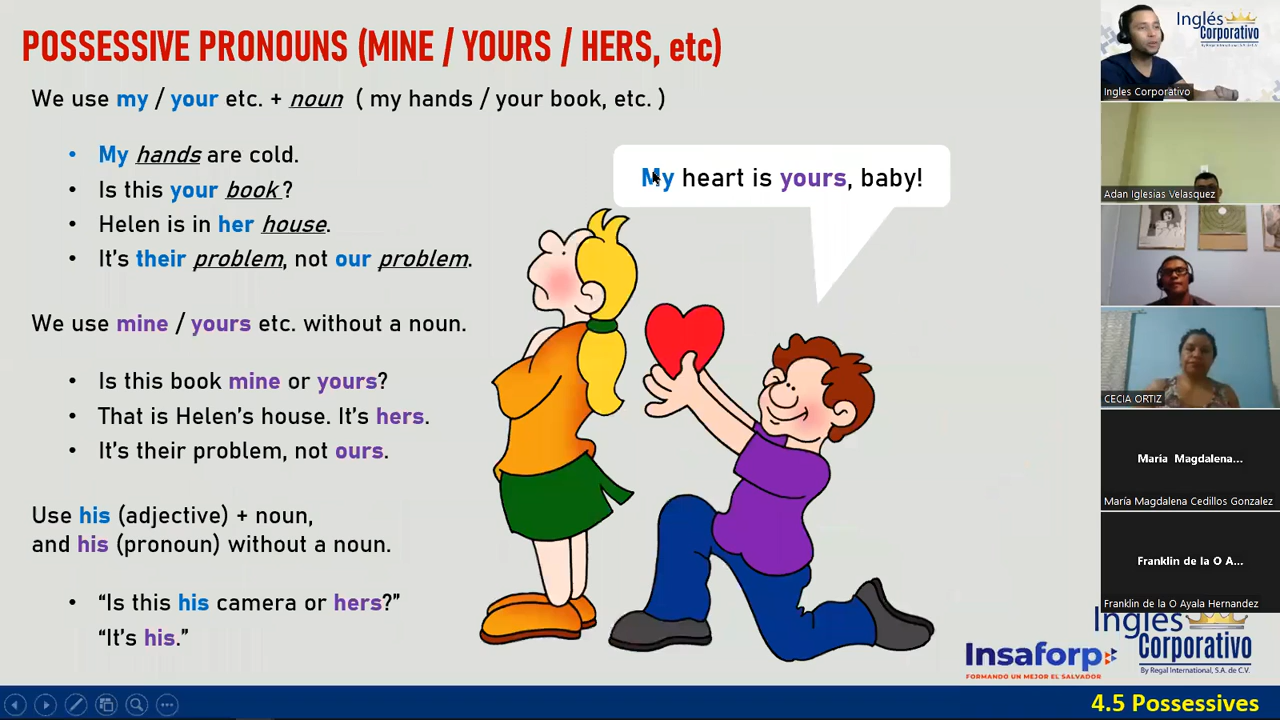 POSSESSIVE PRONOUNS (MINE / YOURS / HERS, etc)
We use my / your etc. + noun ( my hands / your book, etc. )
• My hands are cold.
• Is this your book ?
• Helen is in her house.
• It's their problem, not our problem.
We use mine / yours etc. without a noun.
• Is this book mine or yours?
• That is Helen's house. It's hers.
• It's their problem, not ours.
Use his (adjective) + noun,
and his (pronoun) without a noun.
• “Is this his camera or hers?”
“It's his.”
My heart is yours, baby!
Inglés
Corporativo
By Regal International, S.A. de C.V.
Ingles Corporativo
Adan Iglesias Velasquez
CECIA ORTIZ
Maria Magdalena...
María Magdalena Cedillos Gonzalez
Franklin de la O A...
Franklin de la O Ayala Hernandez
Insaforp
FORMANDO UN MEJOR EL SALVADOR
Inglés
Corporativo
By Regal International, S.A. DE C.V.
4.5 Possessives